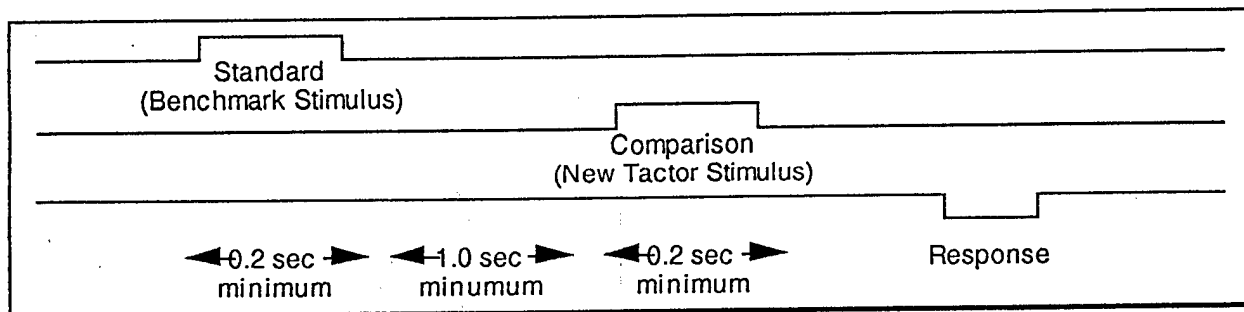 Standard
(Benchmark Stimulus)
Comparison
(New Tactor Stimulus)
0.2 sec
minimum
1.0 sec
minumum
0.2 sec
minimum
Response